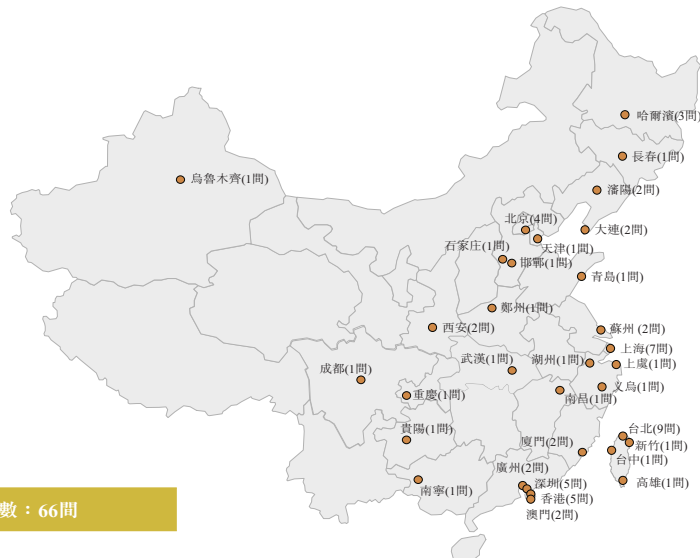 哈爾濱(3間)
長春(1間)
烏魯木齊(1間)
瀋陽(2間)
北京(4間)
大連(2間)
天津(1間)
石家庄(1間)
邯鄲(1間)
青島(1間)
鄭州(1間)
西安(2間)
蘇州 (2間)
上海(7間)
武漢(1間)
湖州(1間)
上虞(1間)
成都(1間)
義烏(1間)
重慶(1間)
南昌(1間)
貴陽(1間)
台北(9間)
廈門(2間)
新竹(1間)
台中(1間)
廣州(2間)
南寧(1間)
深圳(5間)
高雄(1間)
香港(5間)
澳門(2間)
數：66間